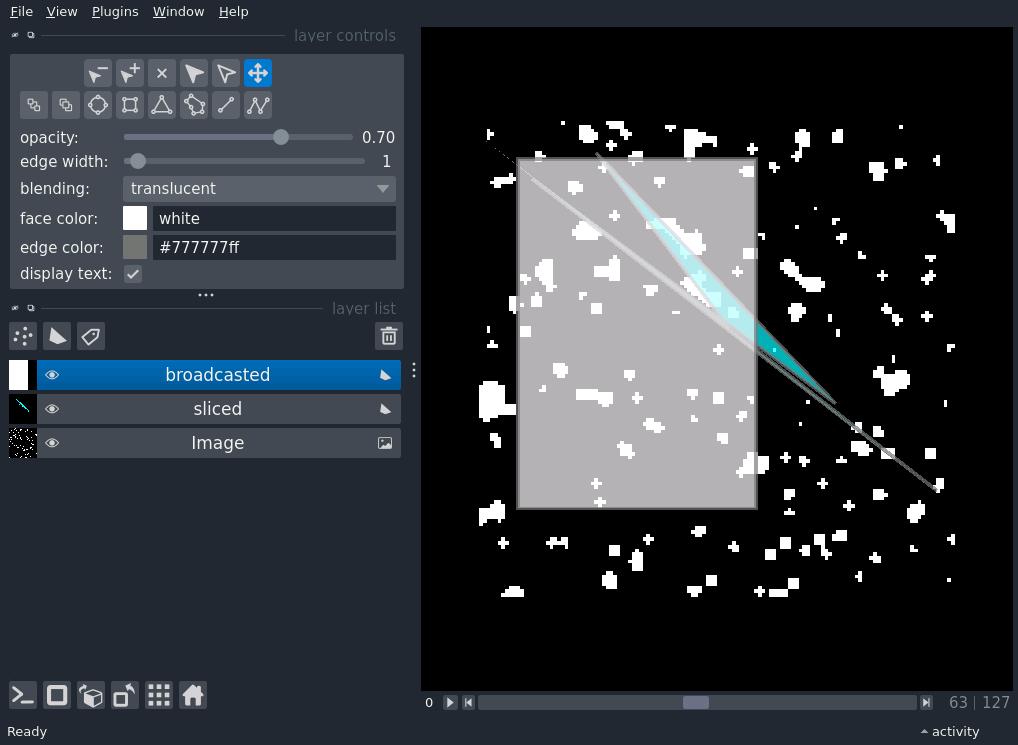 File View Plugins Window Help
layer controls
opacity: 0.70
edge width: 1
blending: translucent
face color: white
edge color: #777777ff
display text:
layer list
broadcasted
sliced
Image
0 63 127
Ready activity